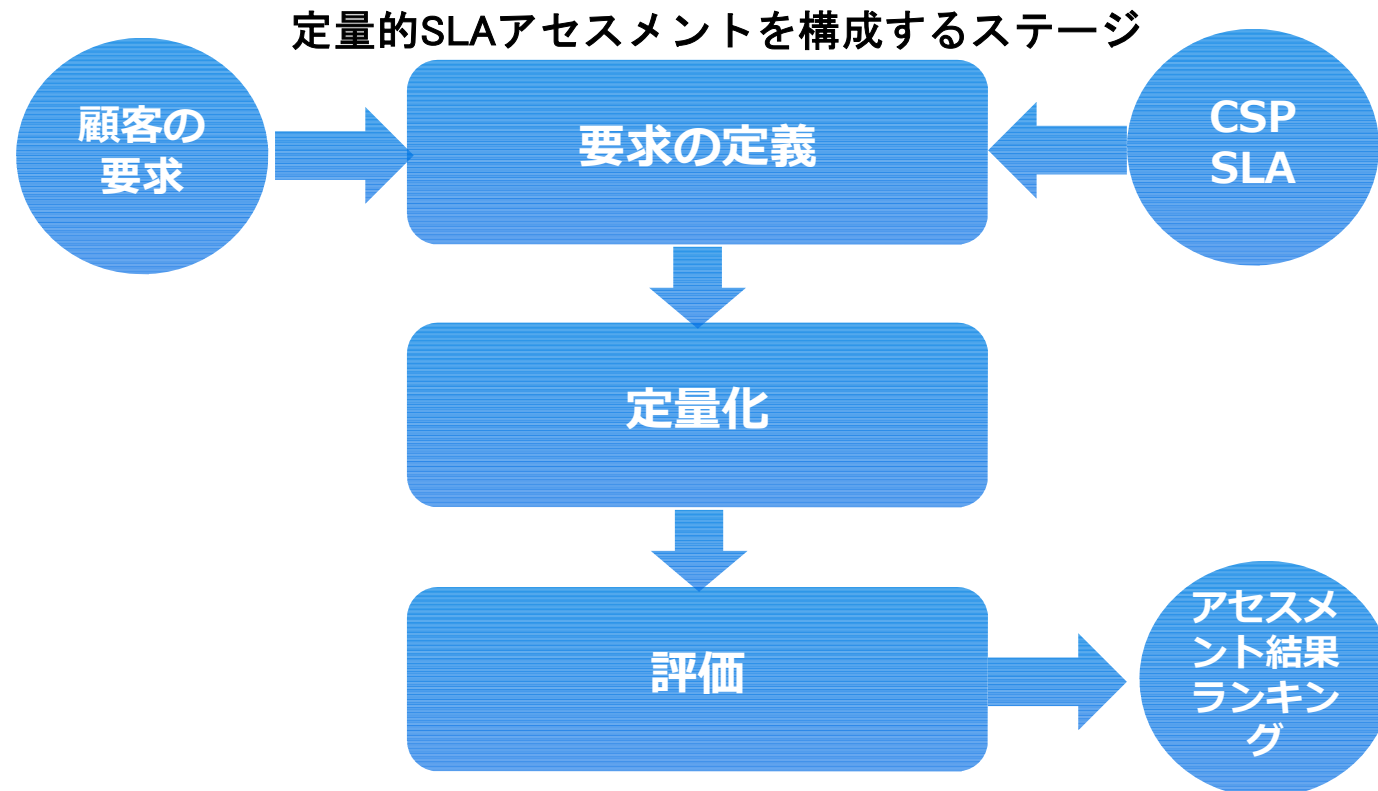 定量的SLAアセスメントを構成するステージ
顧客の
要求
要求の定義
CSP
SLA
定量化
評価
アセスメ
ント結果
ランキン
グ